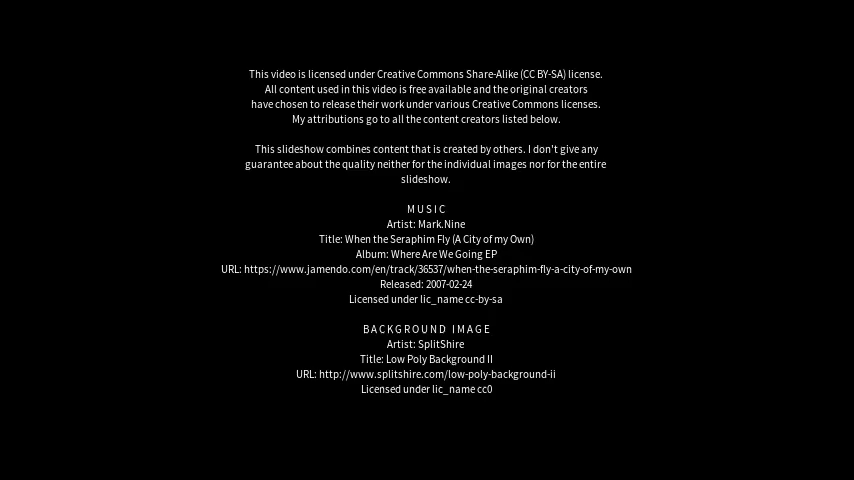 This video is licensed under Creative Commons Share-Alike (CC BY-SA) license.
All content used in this video is free available and the original creators
have chosen to release their work under various Creative Commons licenses.
My attributions go to all the content creators listed below.
This slideshow combines content that is created by others. I don't give any
guarantee about the quality neither for the individual images nor for the entire
slideshow.
MUSIC
Artist: Mark.Nine
Title: When the Seraphim Fly (A City of my Own)
Album: Where Are We Going EP
URL: https://www.jamendo.com/en/track/36537/when-the-seraphim-fly-a-city-of-my-own
Released: 2007-02-24
Licensed under lic_name cc-by-sa
BACKGROUND IMAGE
Artist: SplitShire
Title: Low Poly Background II
URL: http://www.splitshire.com/low-poly-background-ii
Licensed under lic_name cc0